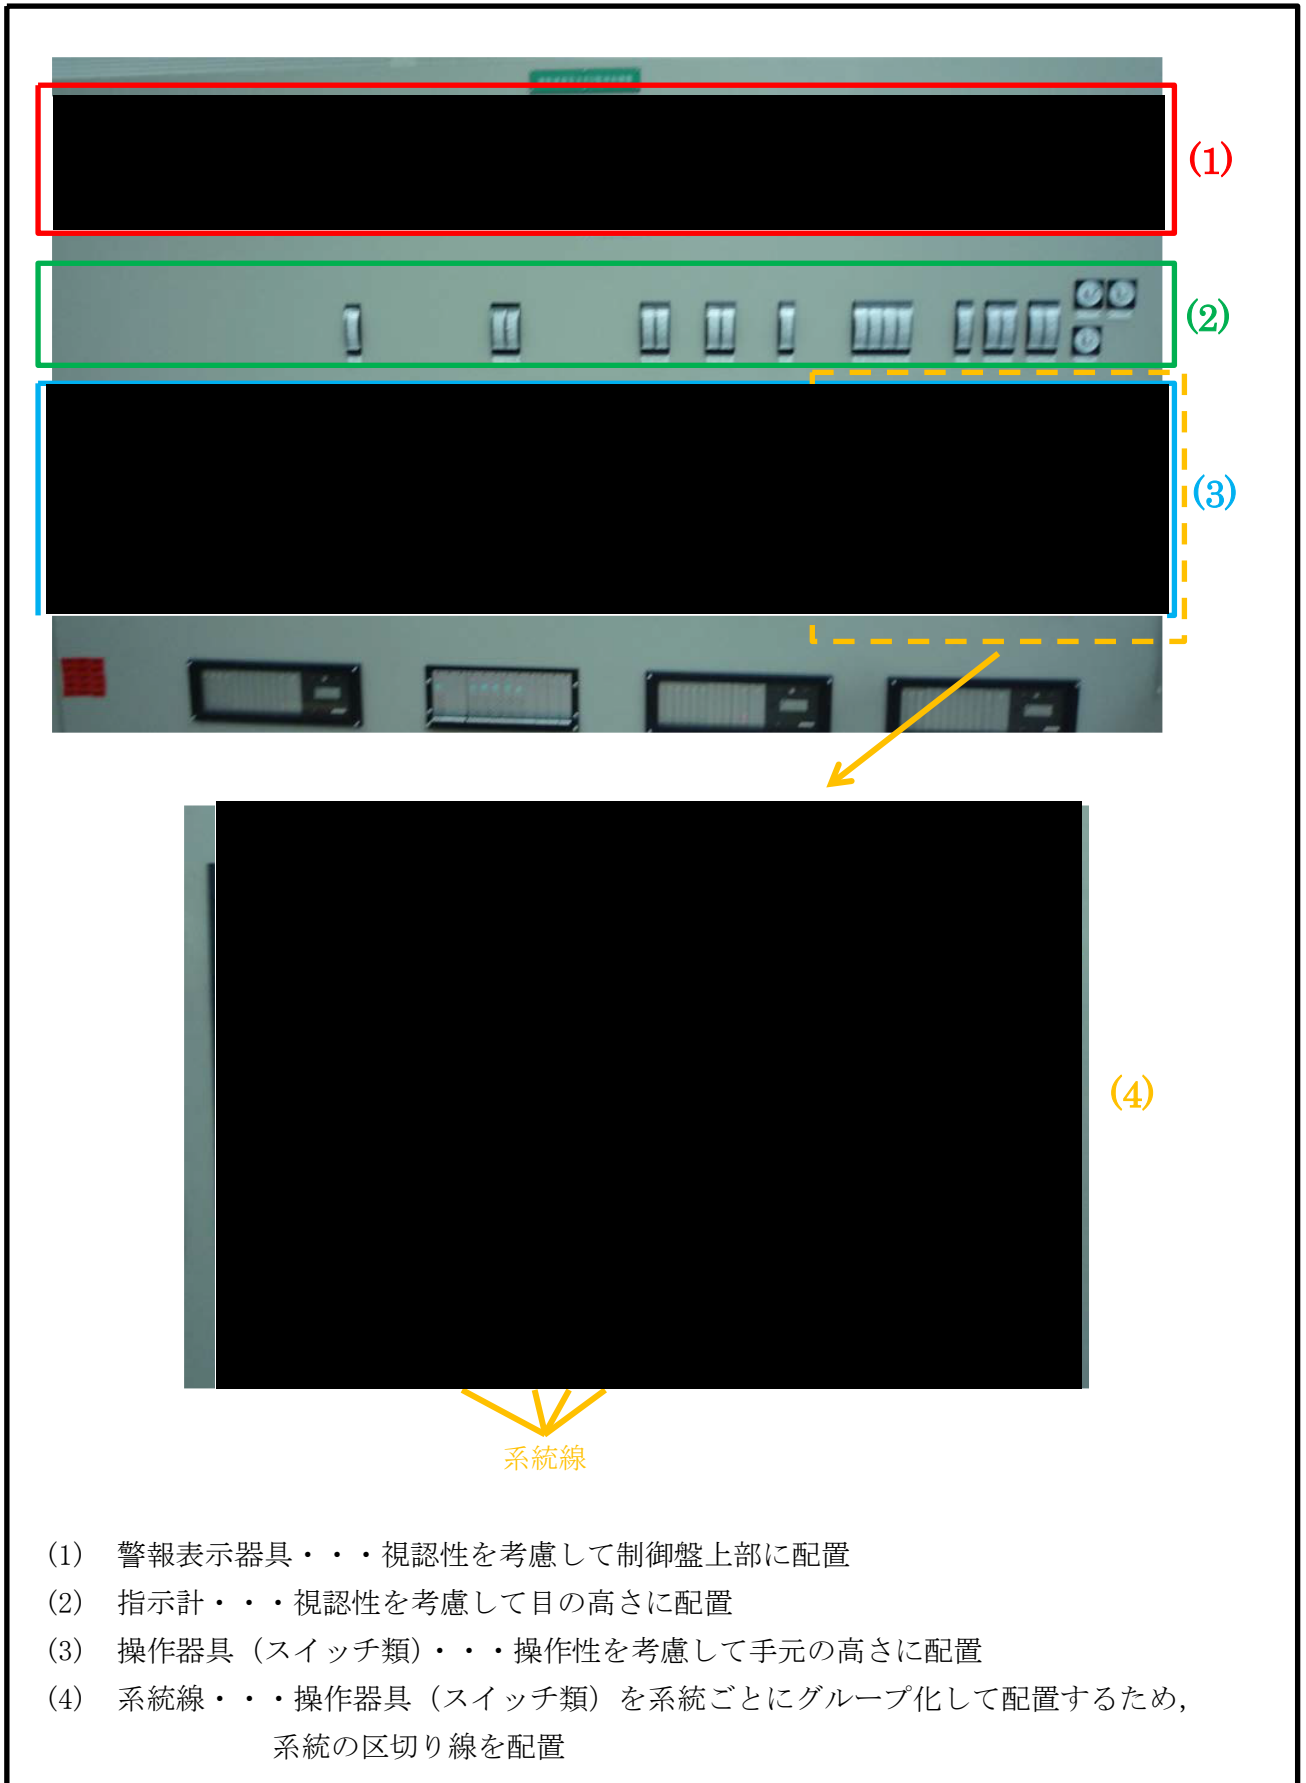 (1)
(2)
(3)
(4)
系統線
(1) 警報表示器具・・・視認性を考慮して制御盤上部に配置
(2) 指示計・・・視認性を考慮して目の高さに配置
(3) 操作器具（スイッチ類）・・・操作性を考慮して手元の高さに配置
(4) 系統線・・・操作器具（スイッチ類）を系統ごとにグループ化して配置するため，
系統の区切り線を配置